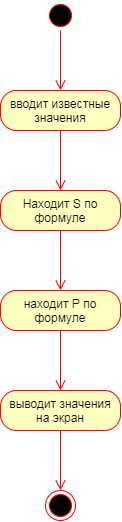 вводит известные
значения
Находит S по
формуле
находит P по
формуле
выводит значения
на экран